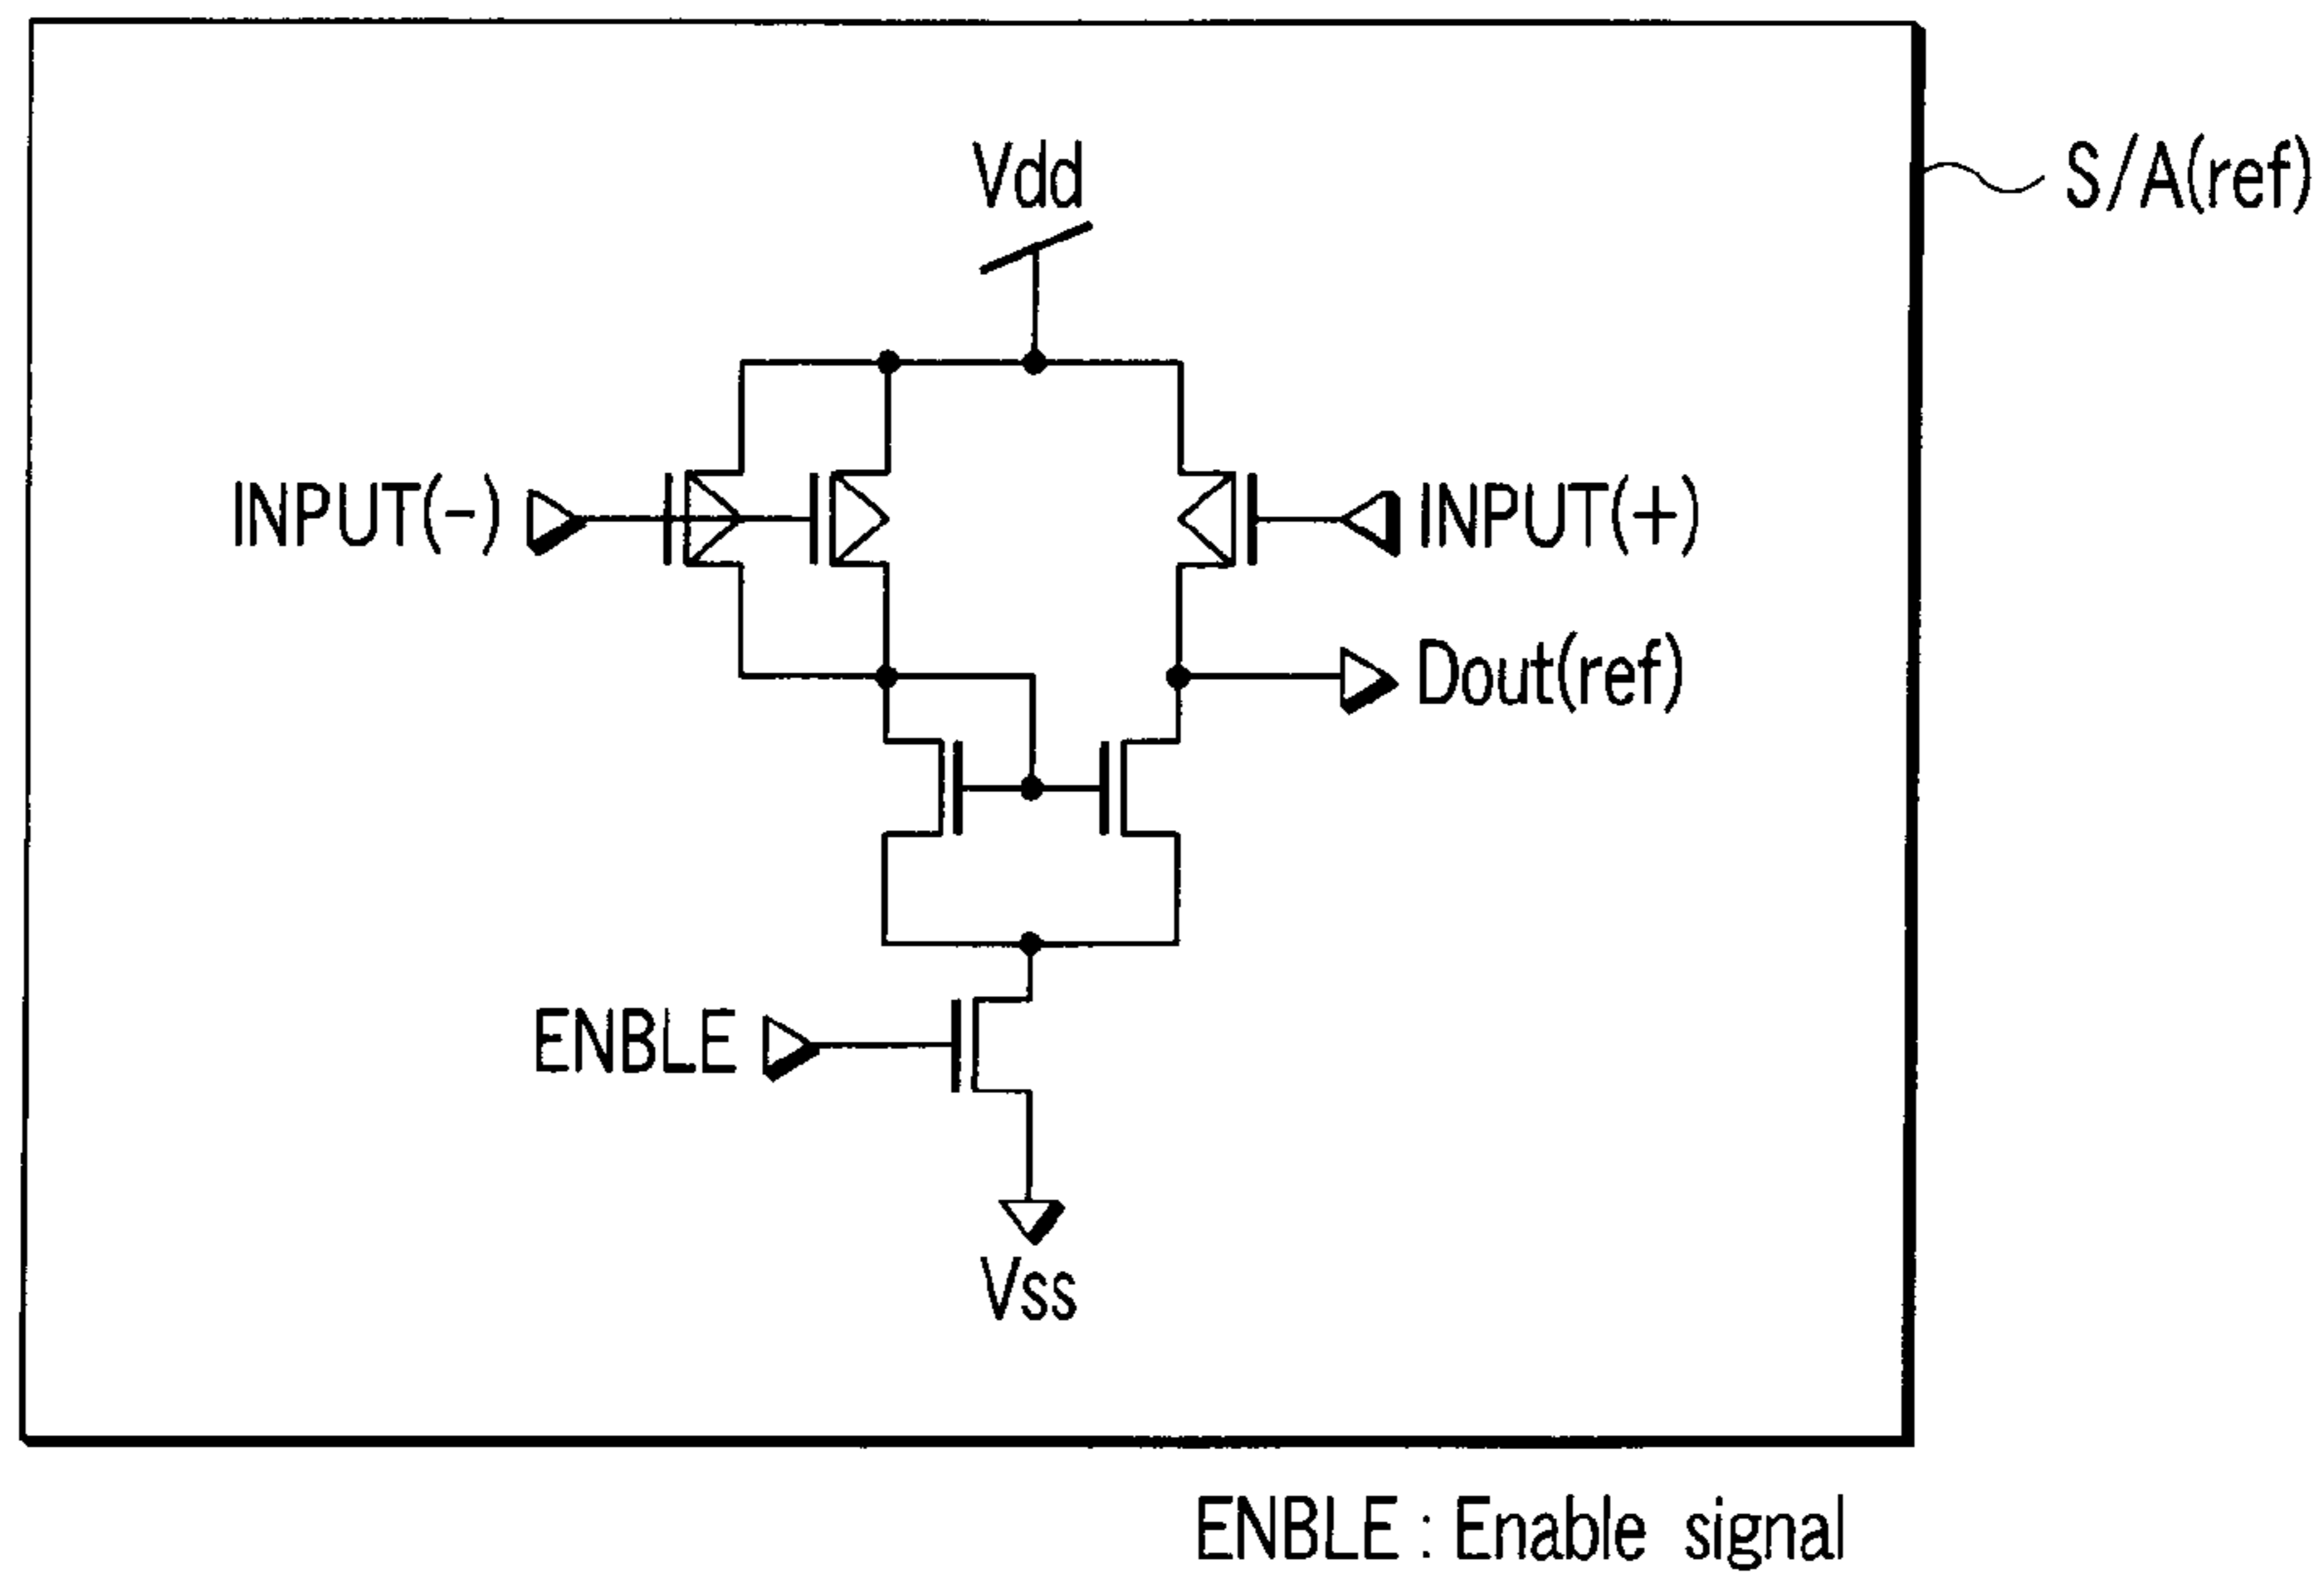 Vdd
S/A(ref)
INPUT(-)
INPUT(+)
Dout(ref)
ENBLE
Vss
ENBLE : Enable signal